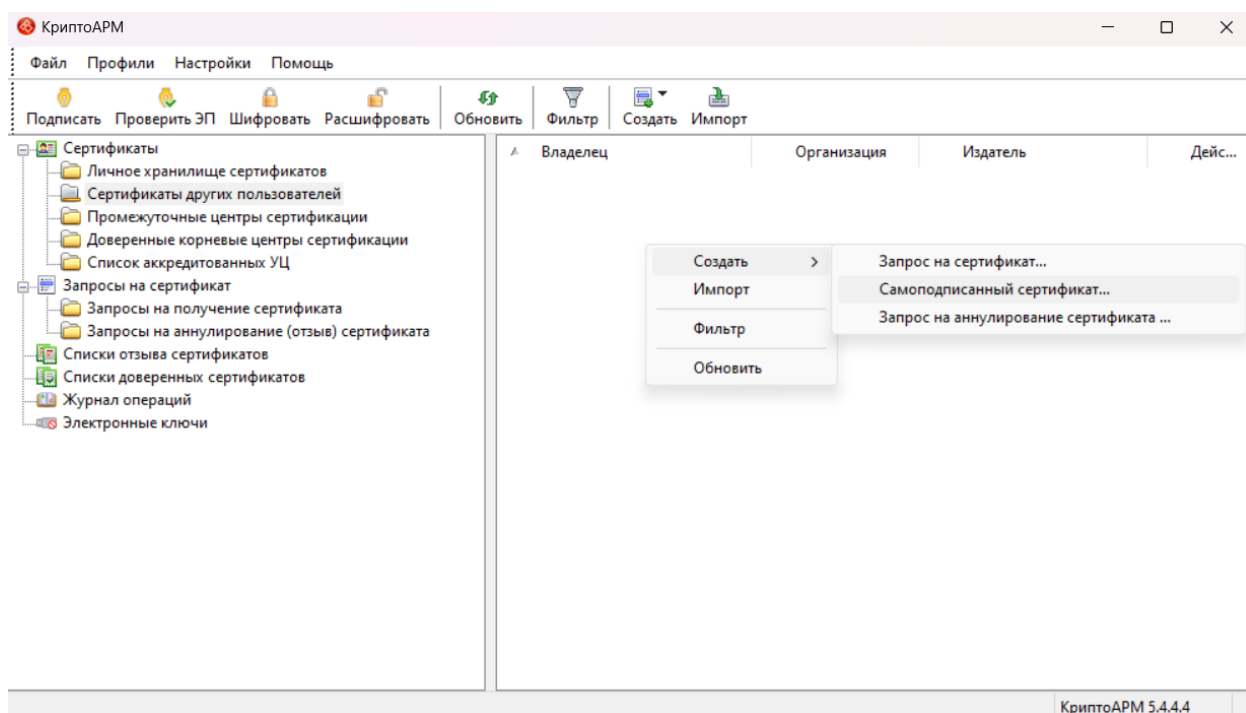 КриптоАРМ
Файл Профили Настройки Помощь
Подписать Проверить ЭП Шифровать Расшифровать Обновить Фильтр Создать Импорт
Сертификаты
Личное хранилище сертификатов
Сертификаты других пользователей
Промежуточные центры сертификации
Доверенные корневые центры сертификации
Список аккредитованных УЦ
Запросы на сертификат
Запросы на получение сертификата
Запросы на аннулирование (отзыв) сертификата
Списки отзыва сертификатов
Списки доверенных сертификатов
Журнал операций
Электронные ключи
Владелец Организация Издатель Дейс...
Создать
Импорт
Фильтр
Обновить
Запрос на сертификат...
Самоподписанный сертификат...
Запрос на аннулирование сертификата ...
КриптоАРМ 5.4.4.4